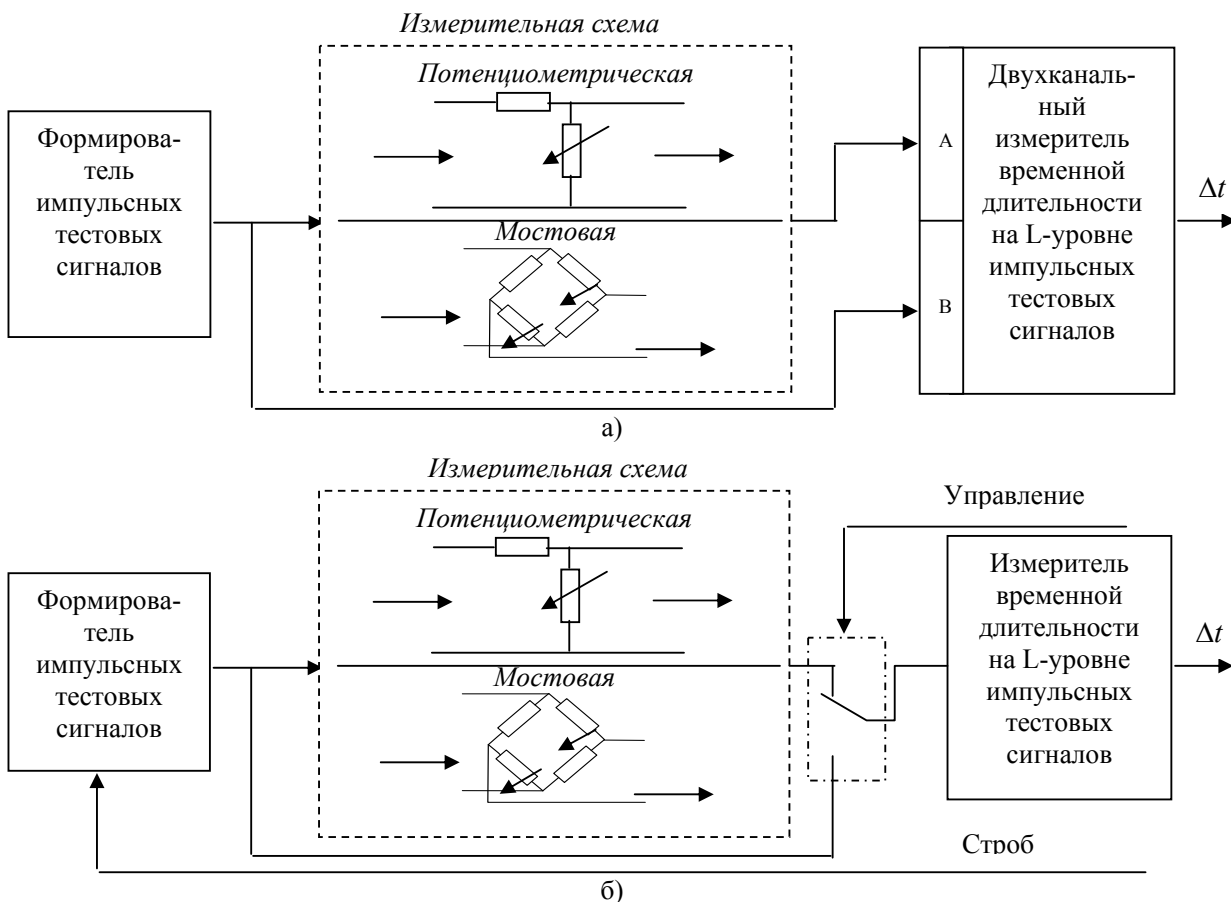 Измерительная схема
Потенциометрическая
Формирова-
тель
импульсных
тестовых
сигналов
Мостовая
A
B
Двухканаль-
ный
измеритель
временной
длительности
на L-уровне
импульсных
тестовых
сигналов
Δt
а)
Измерительная схема
Потенциометрическая
Управление
Формирова-
тель
импульсных
тестовых
сигналов
Мостовая
Измеритель
временной
длительности
на L-уровне
импульсных
тестовых
сигналов
Δt
Строб
б)